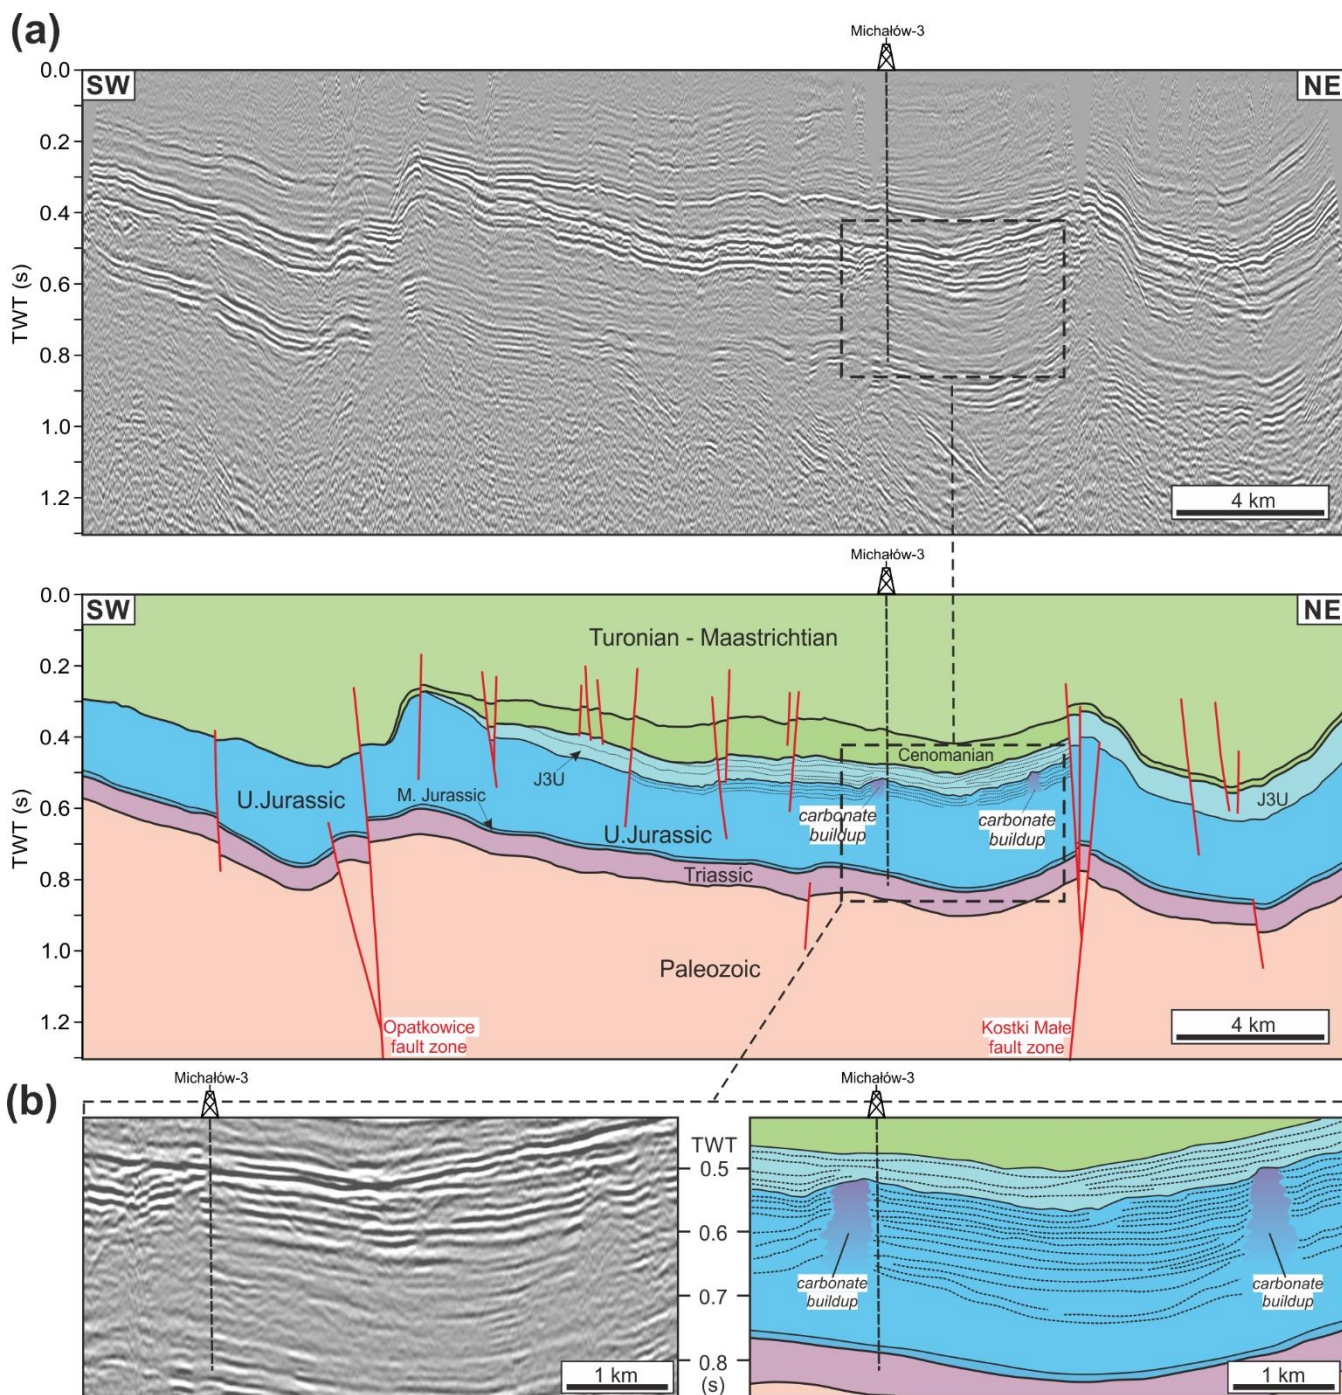 (a)
Michałów-3
SW
NE
0.0
0.2
0.4
0.6
0.8
1.0
1.2
TWT (s)
4 km
Michałów-3
SW
NE
0.0
0.2
0.4
0.6
0.8
1.0
1.2
TWT (s)
Turonian - Maastrichtian
Cenomanian
J3U
U.Jurassic
M. Jurassic
U.Jurassic
carbonate
buildup
carbonate
buildup
J3U
Triassic
Paleozoic
Opatkowice
fault zone
Kostki Małe
fault zone
4 km
(b)
Michałów-3
1 km
TWT
0.5
0.6
0.7
0.8
(s)
Michałów-3
carbonate
buildup
carbonate
buildup
1 km